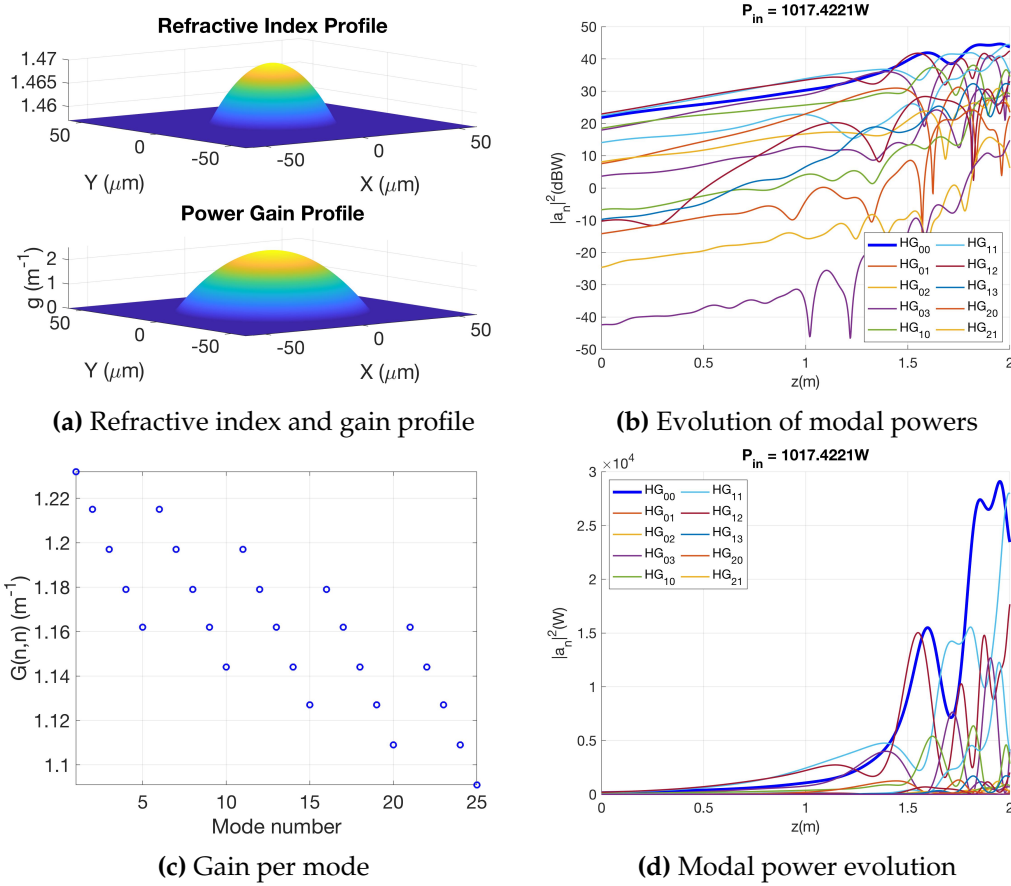 Refractive Index Profile
1.47
1.465
1.46
50
0
-50
-50
0
50
Y (μm)
X (μm)
Power Gain Profile
g (m⁻¹)
2
1
0
50
0
-50
-50
0
50
Y (μm)
X (μm)
(a) Refractive index and gain profile
P_in = 1017.4221W
|a_n|²(dBW)
50
40
30
20
10
0
-10
-20
-30
-40
-50
HG₀₀ HG₁₁
HG₀₁ HG₁₂
HG₀₂ HG₁₃
HG₀₃ HG₂₀
HG₁₀ HG₂₁
0 0.5 1 1.5 2
z(m)
(b) Evolution of modal powers
G(n,n) (m⁻¹)
1.22
1.2
1.18
1.16
1.14
1.12
1.1
5 10 15 20 25
Mode number
(c) Gain per mode
×10⁴
P_in = 1017.4221W
|a_n|²(W)
3
2.5
2
1.5
1
0.5
0
HG₀₀ HG₁₁
HG₀₁ HG₁₂
HG₀₂ HG₁₃
HG₀₃ HG₂₀
HG₁₀ HG₂₁
0 0.5 1 1.5 2
z(m)
(d) Modal power evolution